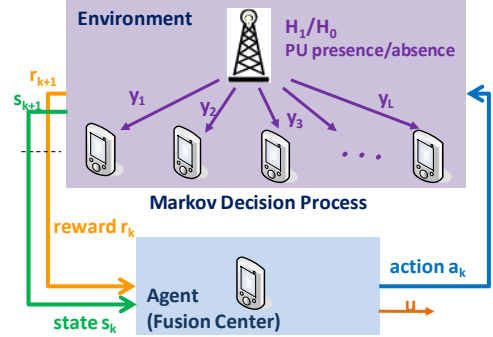 Environment
H1/H0
PU presence/absence
rk+1
sk+1
y1
y2
y3
yL
. . .
Markov Decision Process
reward rk
action ak
Agent
(Fusion Center)
u
state sk